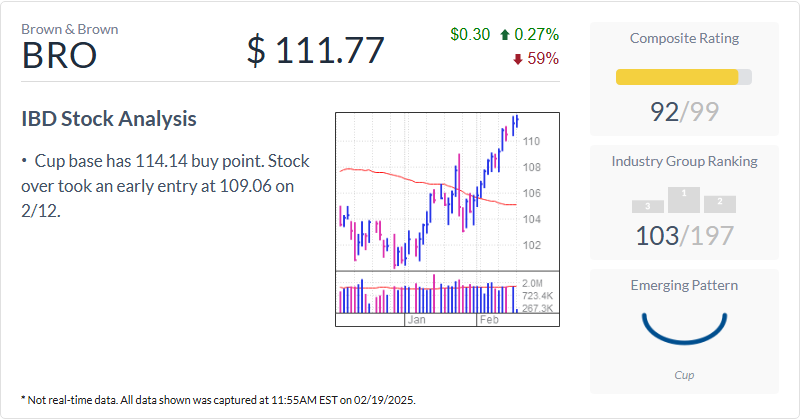 Brown & Brown
BRO
$ 111.77
$0.30 0.27%
59%
IBD Stock Analysis
• Cup base has 114.14 buy point. Stock
over took an early entry at 109.06 on
2/12.
110
108
106
104
102
2.0M
723.4K
267.3K
Jan Feb
Composite Rating
92/99
Industry Group Ranking
3 1 2
103/197
Emerging Pattern
Cup
* Not real-time data. All data shown was captured at 11:55AM EST on 02/19/2025.